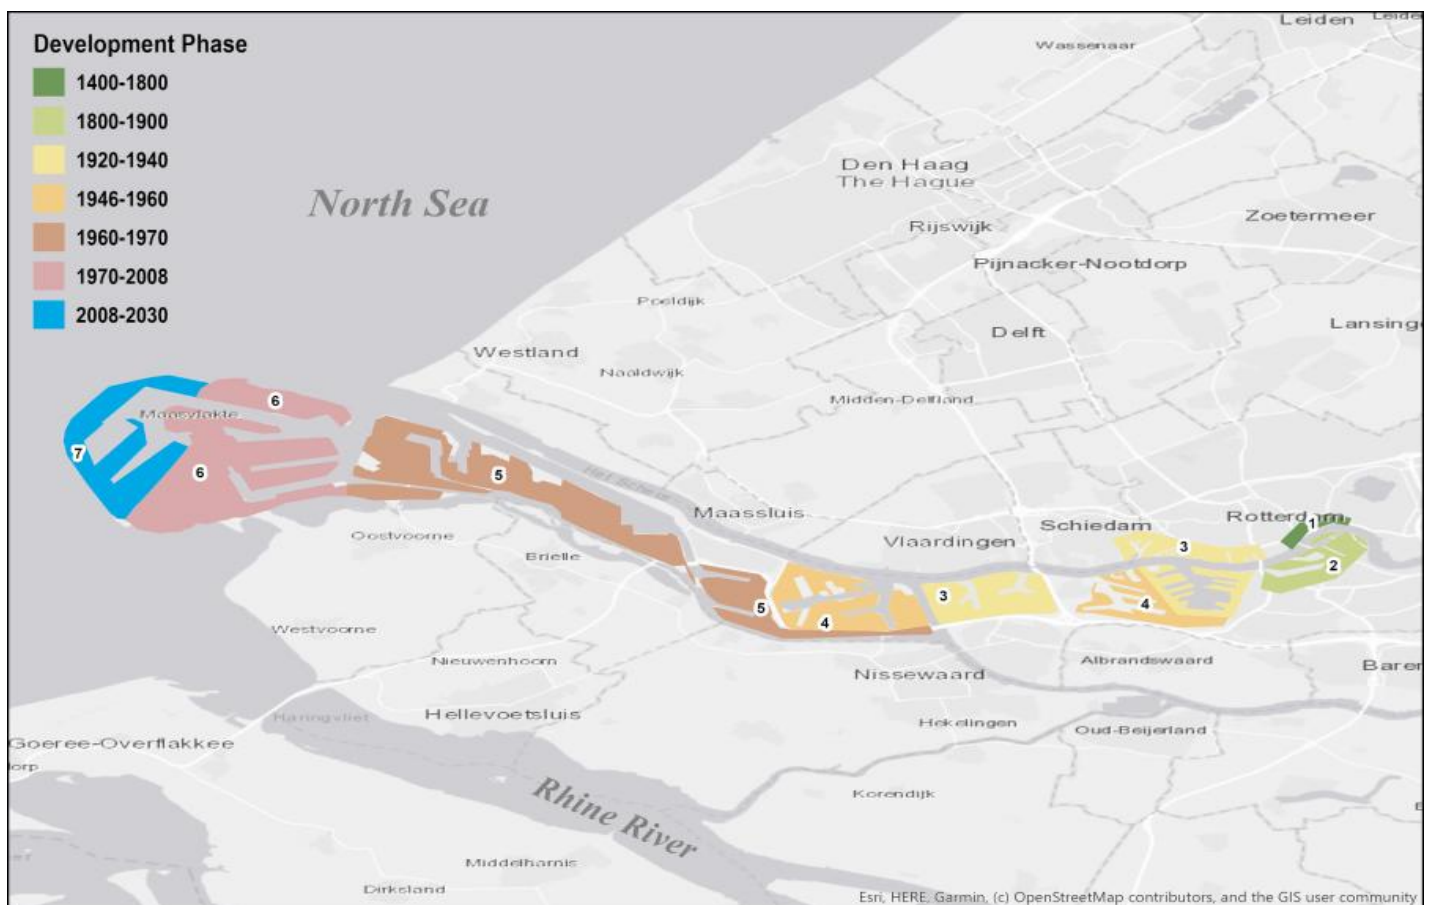 Development Phase
1400-1800
1800-1900
1920-1940
1946-1960
1960-1970
1970-2008
2008-2030
Leiden
Wassenaar
North Sea
Den Haag
The Hague
Rijswijk
Zoetermeer
Pijnacker-Nootdorp
Poeldijk
Delft
Lansing
Westland
Naaldwijk
Midden-Delfland
6
Maasvlakte
7
6
5
Het Scheur
Maassluis
Vlaardingen
Schiedam
Rotterdam
1
Oostvoorne
Brielle
3
2
5
4
3
4
Westvoorne
Nieuwenhoorn
Nissewaard
Albrandswaard
Baren
Haringvliet
Hellevoetsluis
Hekelingen
Oud-Beijerland
Goeree-Overflakkee
orp
Rhine River
Korendijk
Middelharnis
Dirksland
Esri, HERE, Garmin, (c) OpenStreetMap contributors, and the GIS user community